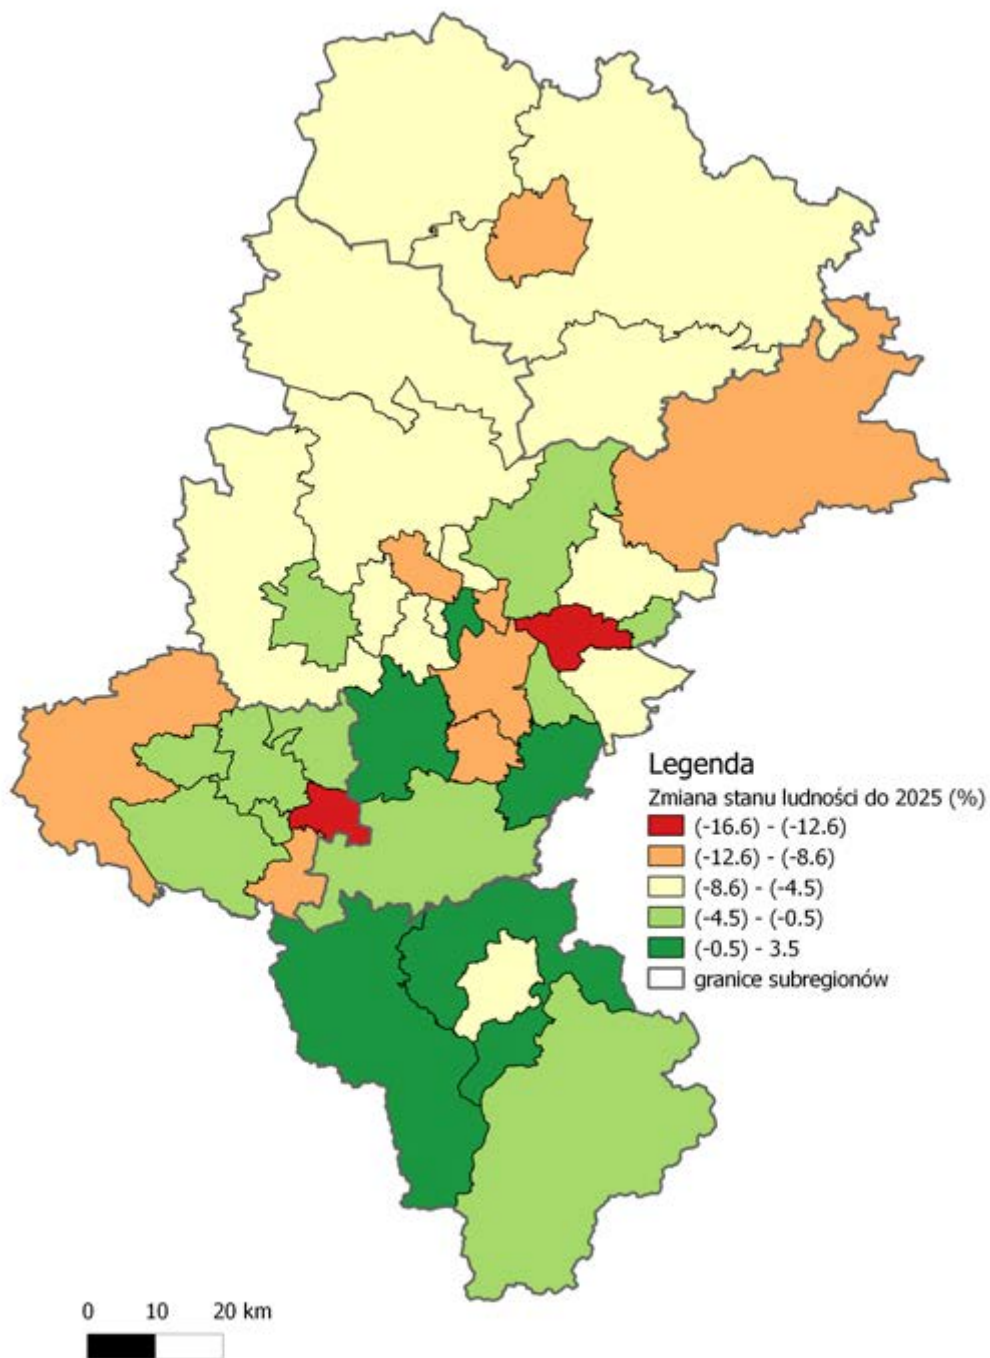 Legenda
Zmiana stanu ludności do 2025 (%)
(-16.6) - (-12.6)
(-12.6) - (-8.6)
(-8.6) - (-4.5)
(-4.5) - (-0.5)
(-0.5) - 3.5
granice subregionów
0 10 20 km